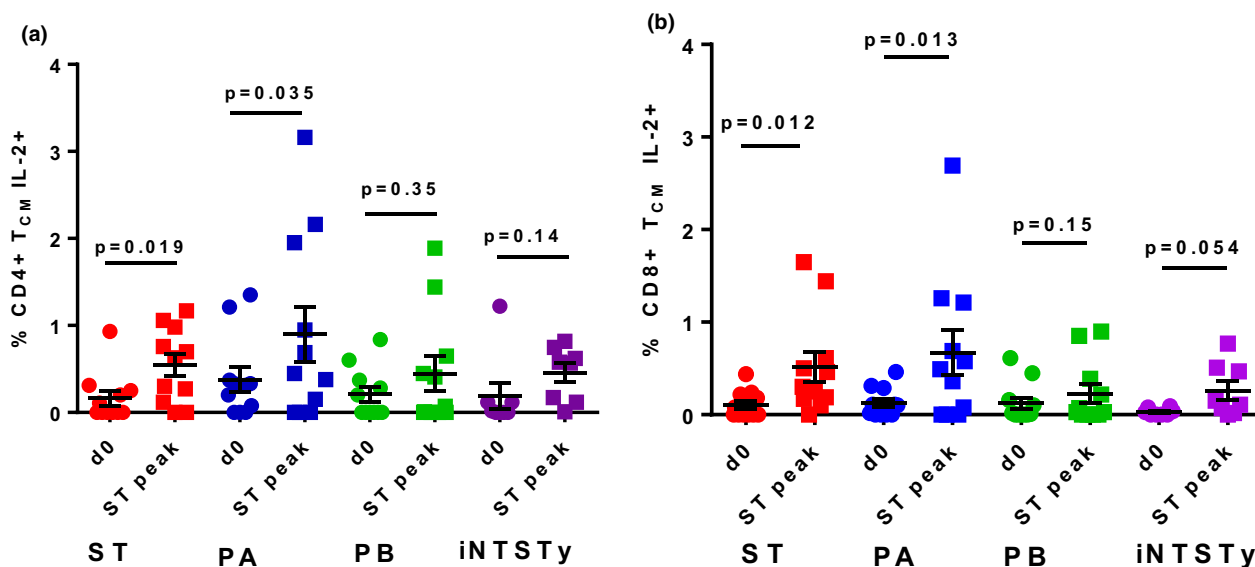 (a)
% CD4+ TCM IL-2+
4
3
2
1
0
p=0.019
p=0.035
p=0.35
p=0.14
d0
ST peak
d0
ST peak
d0
ST peak
d0
ST peak
ST
PA
PB
iNTSTy
(b)
% CD8+ TCM IL-2+
4
3
2
1
0
p=0.012
p=0.013
p=0.15
p=0.054
d0
ST peak
d0
ST peak
d0
ST peak
d0
ST peak
ST
PA
PB
iNTSTy